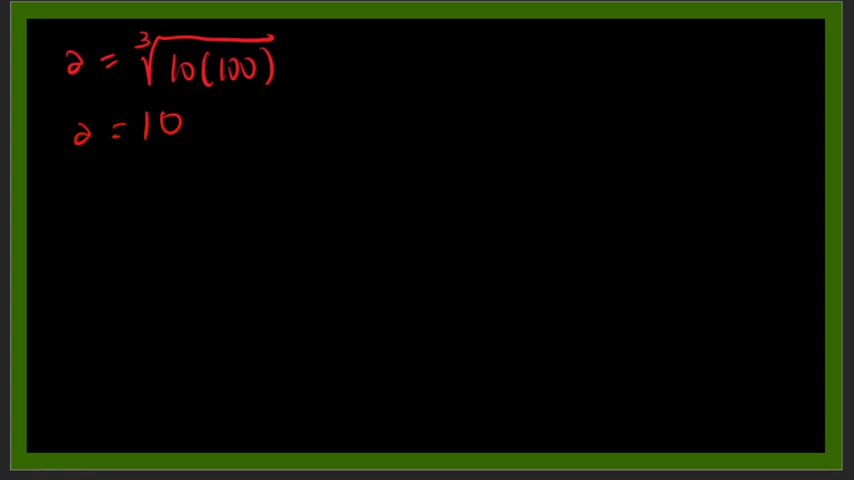 a = ∛10(100)
a = 10